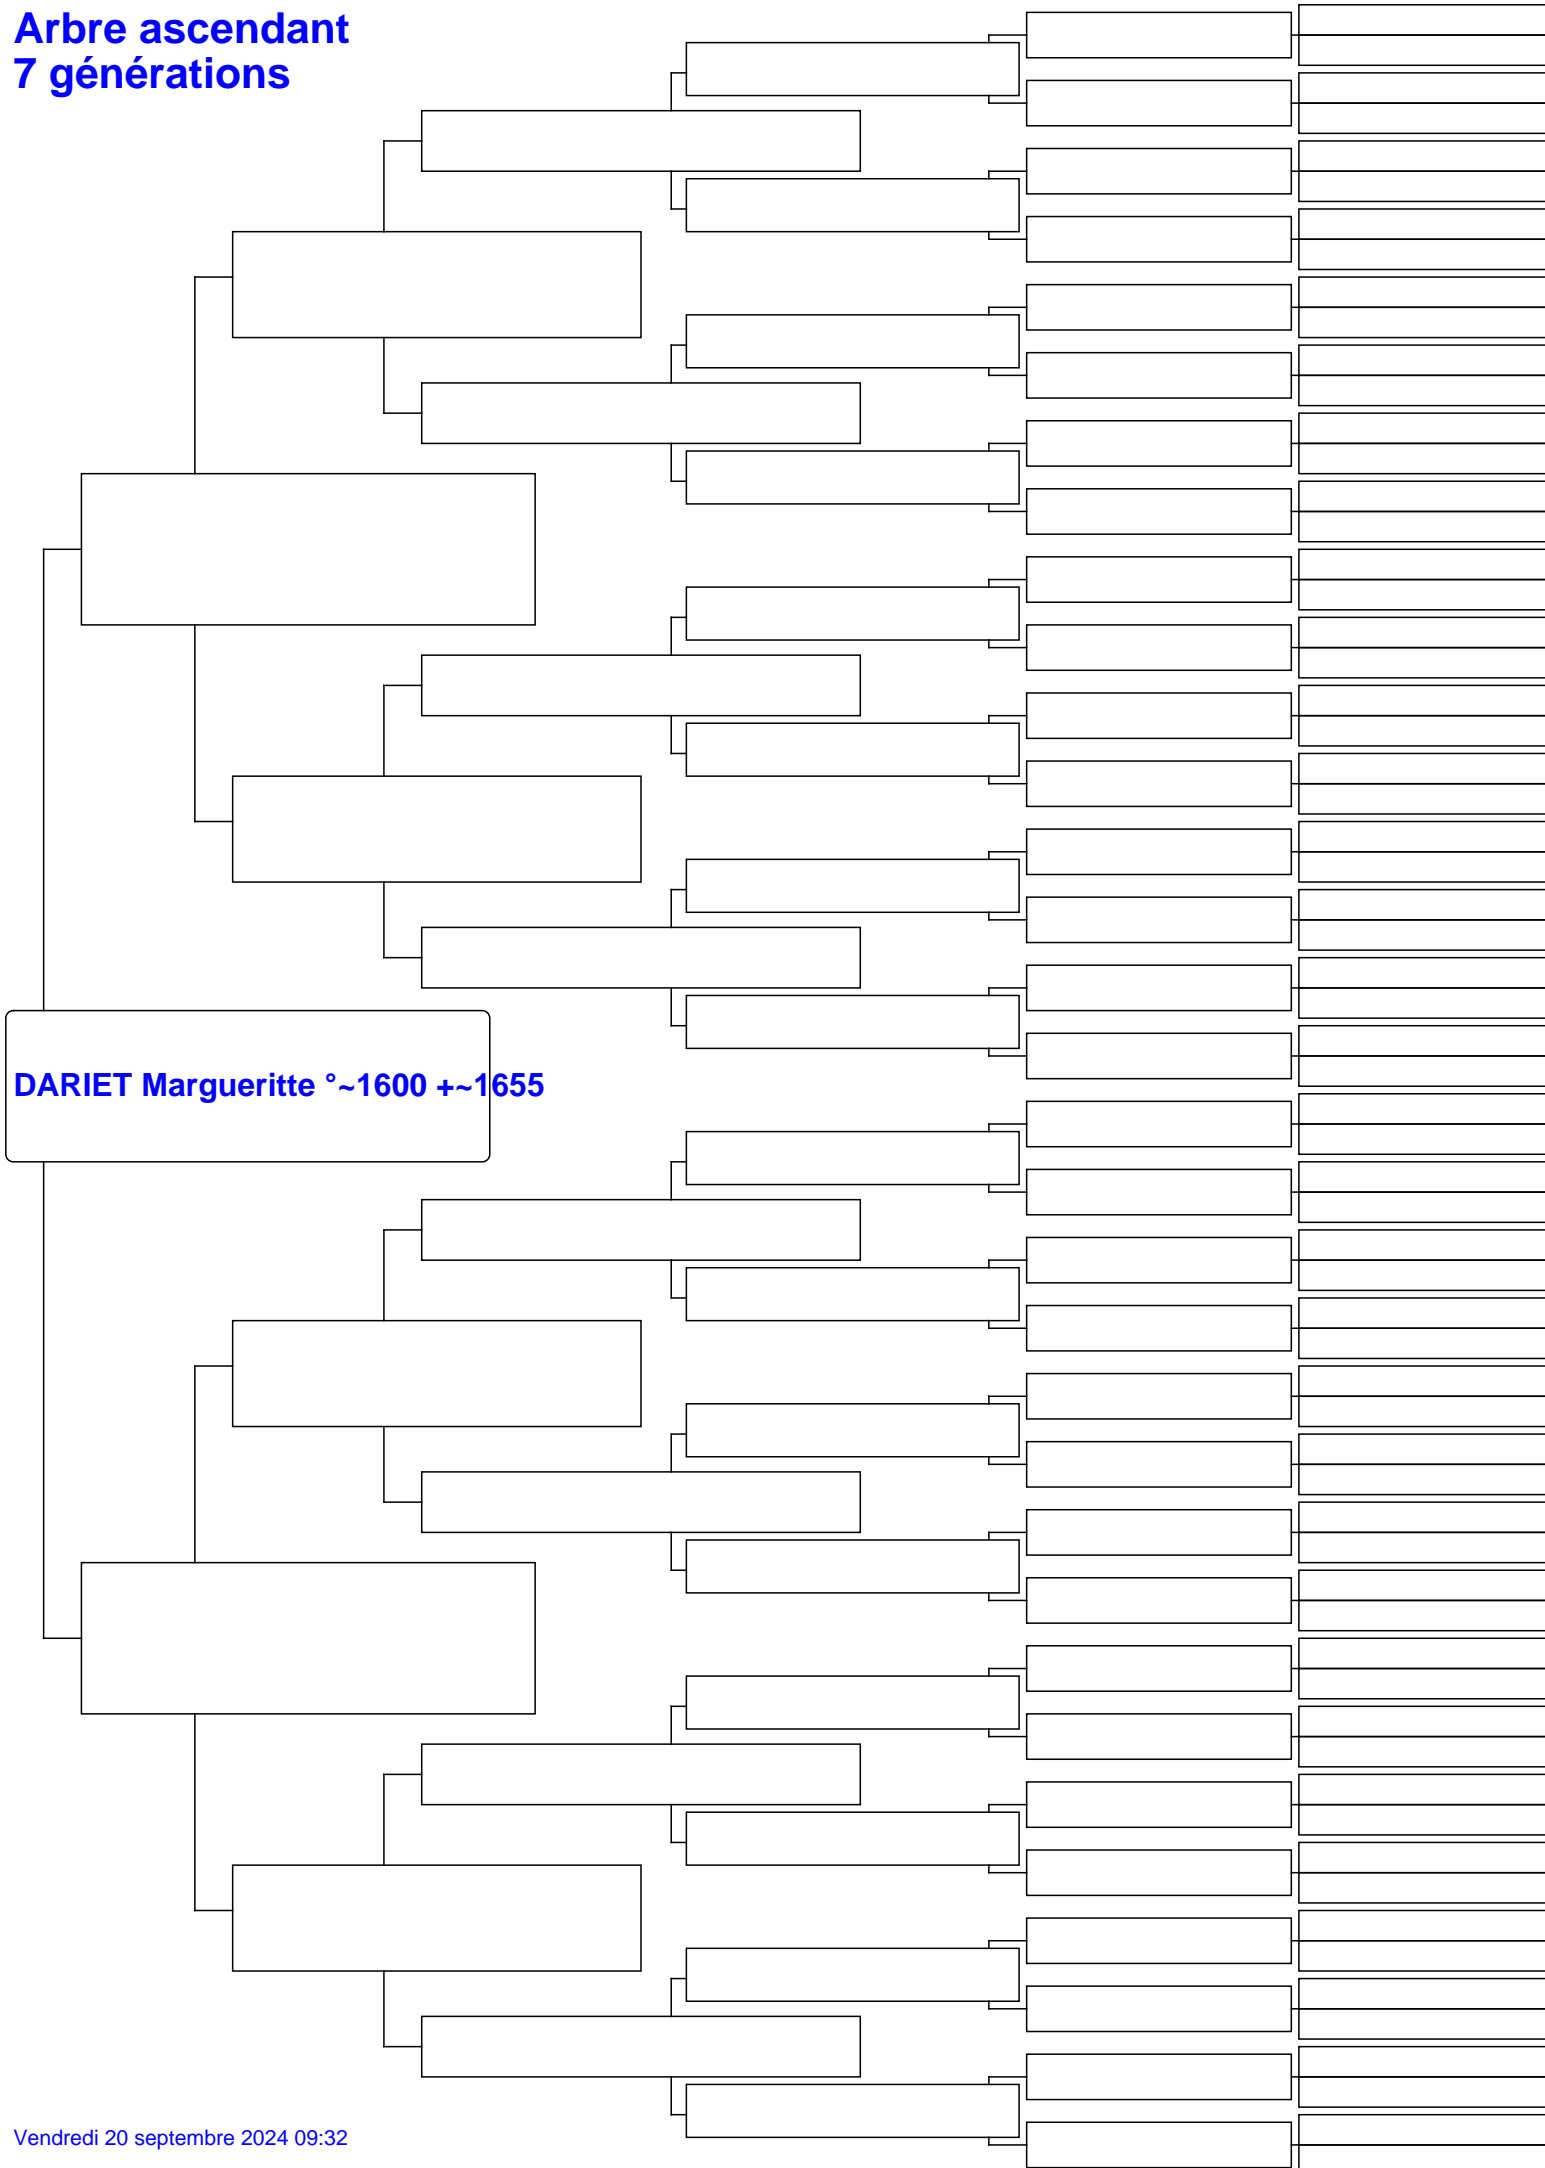 Arbre ascendant
7 générations
DARIET Margueritte °~1600 +~1655
Vendredi 20 septembre 2024 09:32